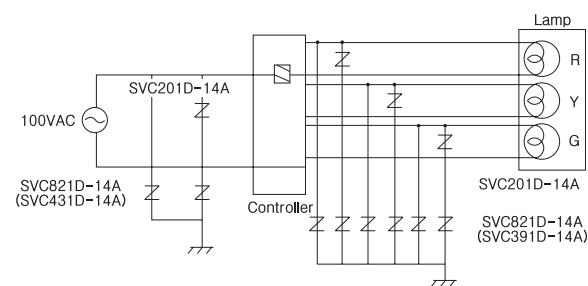 Lamp
SVC201D-14A
R
100VAC
Y
G
SVC821D-14A
(SVC431D-14A)
Controller
SVC201D-14A
SVC821D-14A
(SVC391D-14A)